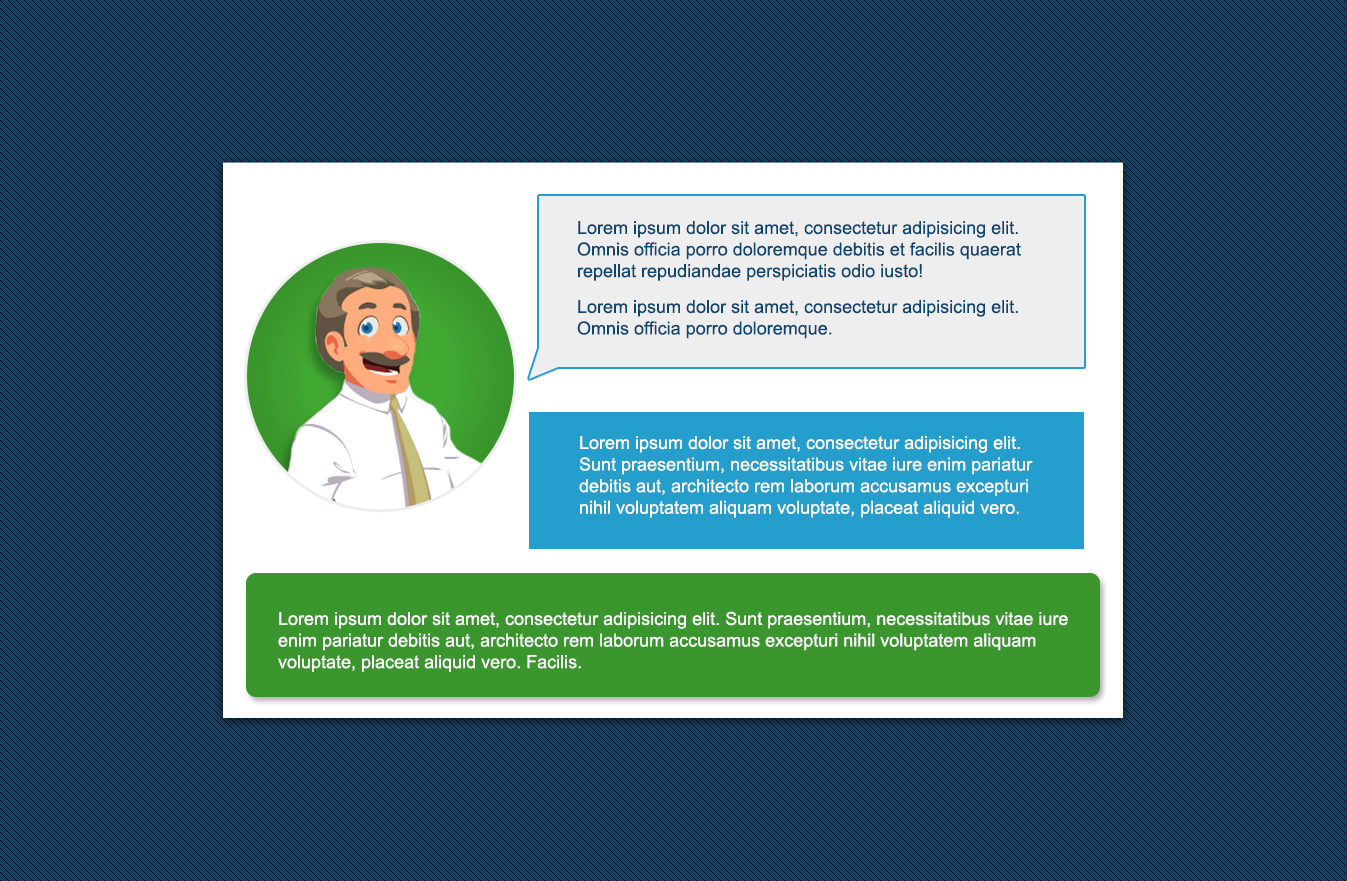 Lorem ipsum dolor sit amet, consectetur adipisicing elit.
Omnis officia porro doloremque debitis et facilis quaerat
repellat repudiandae perspiciatis odio iusto!
Lorem ipsum dolor sit amet, consectetur adipisicing elit.
Omnis officia porro doloremque.
Lorem ipsum dolor sit amet, consectetur adipisicing elit.
Sunt praesentium, necessitatibus vitae iure enim pariatur
debitis aut, architecto rem laborum accusamus excepturi
nihil voluptatem aliquam voluptate, placeat aliquid vero.
Lorem ipsum dolor sit amet, consectetur adipisicing elit. Sunt praesentium, necessitatibus vitae iure
enim pariatur debitis aut, architecto rem laborum accusamus excepturi nihil voluptatem aliquam
voluptate, placeat aliquid vero. Facilis.